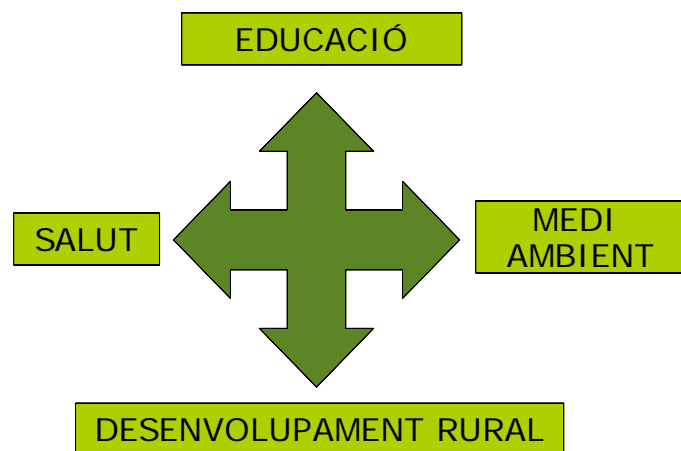 EDUCACIÓ
SALUT
MEDI
AMBIENT
DESENVOLUPAMENT RURAL